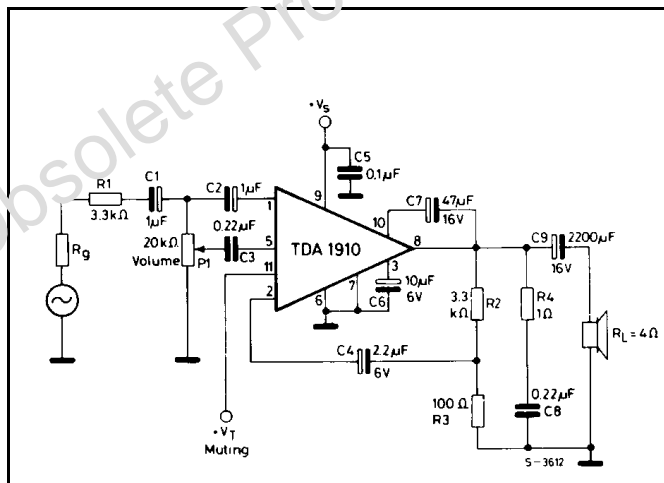 Obsolete Pro
+Vs
C5
0.1µF
R1
3.3kΩ
C1
1µF
C2
1µF
1
9
10
C7
47µF
16V
Rg
20kΩ
Volume
P1
0.22µF
C3
5
11
2
TDA 1910
8
3
7
6
10µF
6V
C6
C9
2200µF
16V
3.3
kΩ
R2
R4
1Ω
RL=4Ω
C4
2.2µF
6V
100Ω
R3
0.22µF
C8
+VT
Muting
S-3612